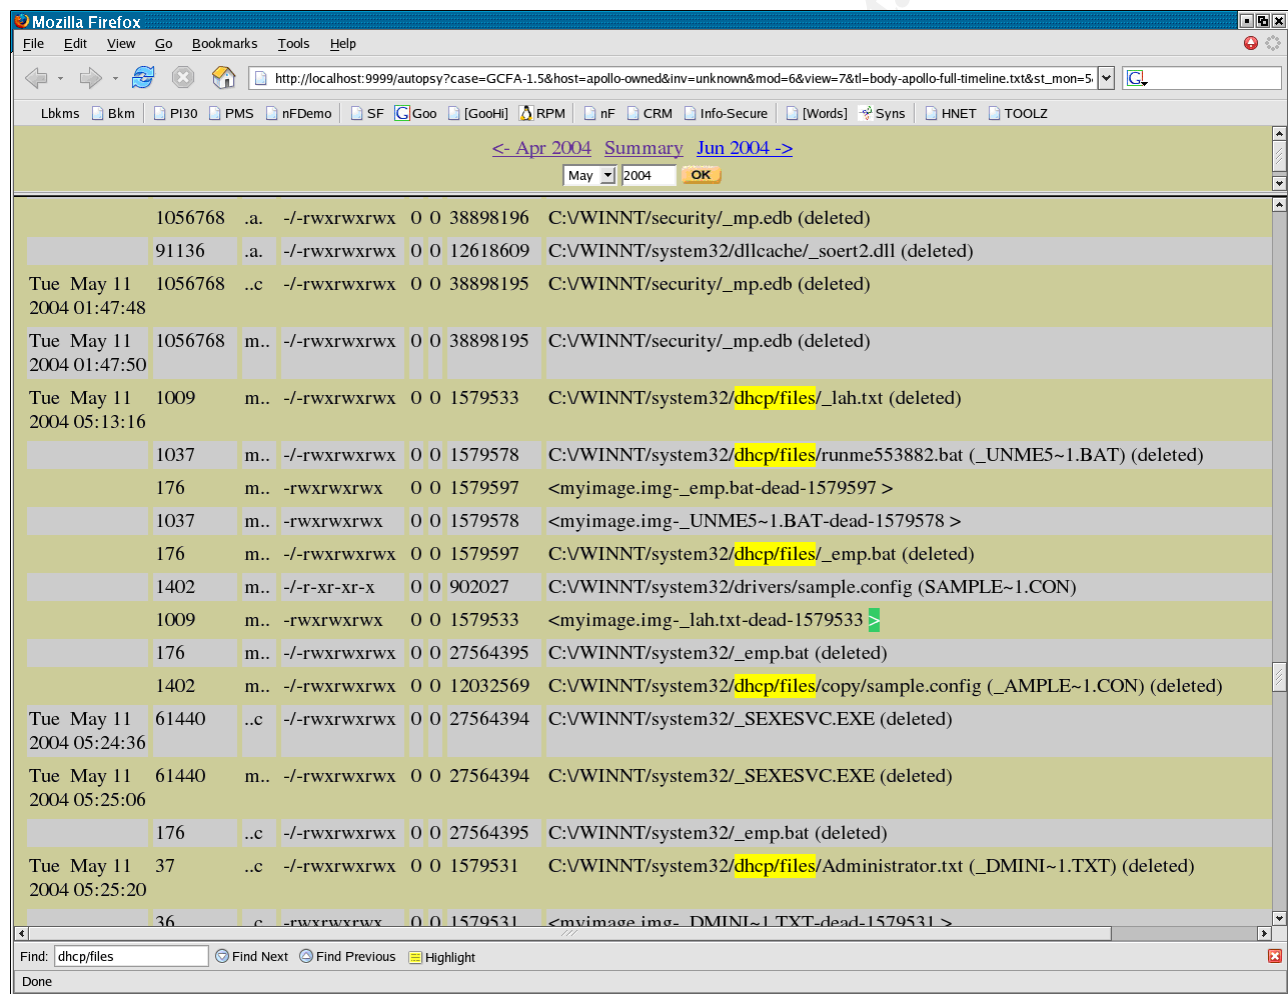 Mozilla Firefox
File Edit View Go Bookmarks Tools Help
http://localhost:9999/autopsy?case=GCFA-1.5&host=apollo-owned&inv=unknown&mod=6&view=7&tl=body-apollo-full-timeline.txt&st_mon=5
G
Lbkms Bkm PI30 PMS nFDemo SF Goo [GooHi] RPM nF CRM Info-Secure [Words] Syns HNET TOOLZ
<- Apr 2004 Summary Jun 2004 ->
May 2004 OK
1056768 .a. -/-rwxrwxrwx 0 0 38898196 C:\/WINNT/security/_mp.edb (deleted)
91136 .a. -/-rwxrwxrwx 0 0 12618609 C:\/WINNT/system32/dllcache/_soert2.dll (deleted)
Tue May 11 2004 01:47:48 1056768 ..c -/-rwxrwxrwx 0 0 38898195 C:\/WINNT/security/_mp.edb (deleted)
Tue May 11 2004 01:47:50 1056768 m.. -/-rwxrwxrwx 0 0 38898195 C:\/WINNT/security/_mp.edb (deleted)
Tue May 11 2004 05:13:16 1009 m.. -/-rwxrwxrwx 0 0 1579533 C:\/WINNT/system32/dhcp/files/_lah.txt (deleted)
1037 m.. -/-rwxrwxrwx 0 0 1579578 C:\/WINNT/system32/dhcp/files/runme553882.bat (_UNME5~1.BAT) (deleted)
176 m.. -rwxrwxrwx 0 0 1579597 <myimage.img-_emp.bat-dead-1579597 >
1037 m.. -rwxrwxrwx 0 0 1579578 <myimage.img-_UNME5~1.BAT-dead-1579578 >
176 m.. -/-rwxrwxrwx 0 0 1579597 C:\/WINNT/system32/dhcp/files/_emp.bat (deleted)
1402 m.. -/-r-xr-xr-x 0 0 902027 C:\/WINNT/system32/drivers/sample.config (SAMPLE~1.CON)
1009 m.. -rwxrwxrwx 0 0 1579533 <myimage.img-_lah.txt-dead-1579533 >
176 m.. -/-rwxrwxrwx 0 0 27564395 C:\/WINNT/system32/_emp.bat (deleted)
1402 m.. -/-rwxrwxrwx 0 0 12032569 C:\/WINNT/system32/dhcp/files/copy/sample.config (_AMPLE~1.CON) (deleted)
Tue May 11 2004 05:24:36 61440 ..c -/-rwxrwxrwx 0 0 27564394 C:\/WINNT/system32/_SEXESVC.EXE (deleted)
Tue May 11 2004 05:25:06 61440 m.. -/-rwxrwxrwx 0 0 27564394 C:\/WINNT/system32/_SEXESVC.EXE (deleted)
176 ..c -/-rwxrwxrwx 0 0 27564395 C:\/WINNT/system32/_emp.bat (deleted)
Tue May 11 2004 05:25:20 37 ..c -/-rwxrwxrwx 0 0 1579531 C:\/WINNT/system32/dhcp/files/Administrator.txt (_DMINI~1.TXT) (deleted)
36 ..c -rwxrwxrwx 0 0 1579531 <myimage.img-_DMINI~1.TXT-dead-1579531 >
Find: dhcp/files Find Next Find Previous Highlight
Done